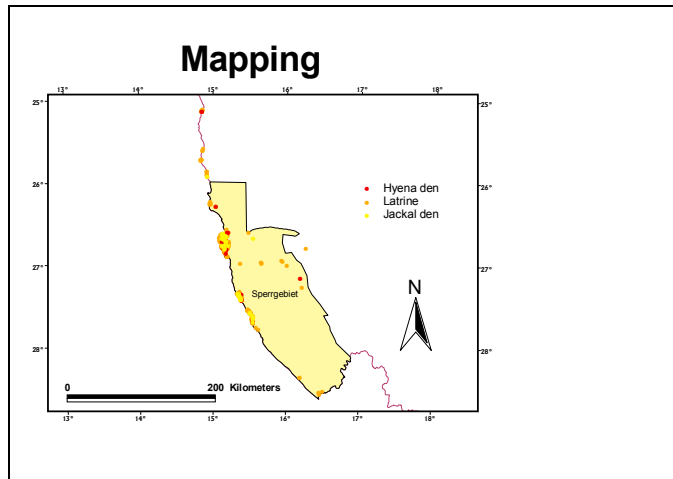 Mapping
13° 14° 15° 16° 17° 18°
25° 25°
Hyena den
Latrine
Jackal den
26° 26°
27° 27°
Sperrgebiet
N
28° 28°
0 200 Kilometers
13° 14° 15° 16° 17° 18°